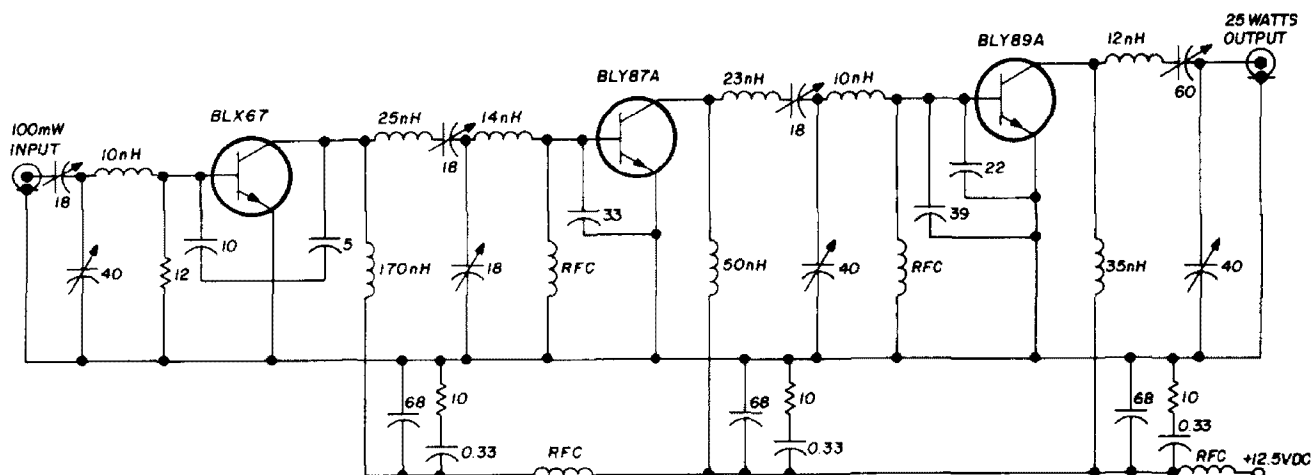 25 WATTS
OUTPUT
12nH
BLY89A
60
BLY87A
23nH
10nH
18
BLX67
25nH
14nH
18
100mW
INPUT
10nH
18
22
33
39
10
5
40
12
170nH
18
RFC
50nH
40
RFC
35nH
40
68
10
0.33
RFC
68
10
0.33
68
10
0.33
RFC
+12.5VDC